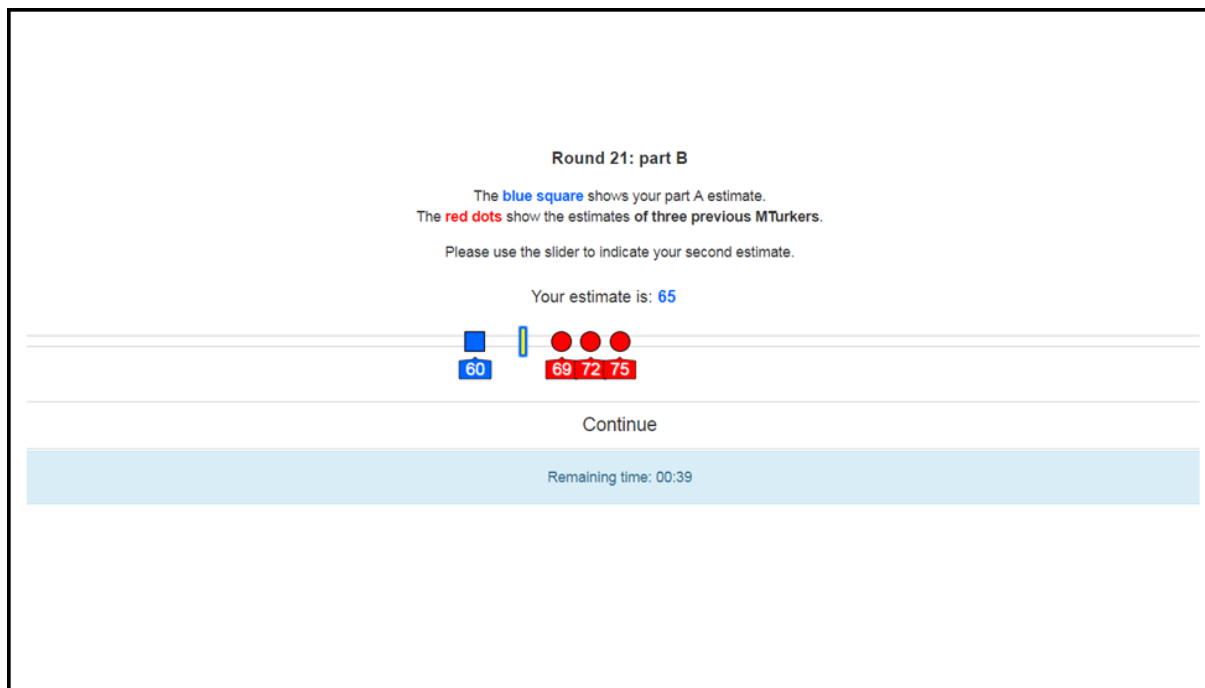 Round 21: part B
The blue square shows your part A estimate.
The red dots show the estimates of three previous MTurkers.
Please use the slider to indicate your second estimate.
Your estimate is: 65
60 69 72 75
Continue
Remaining time: 00:39